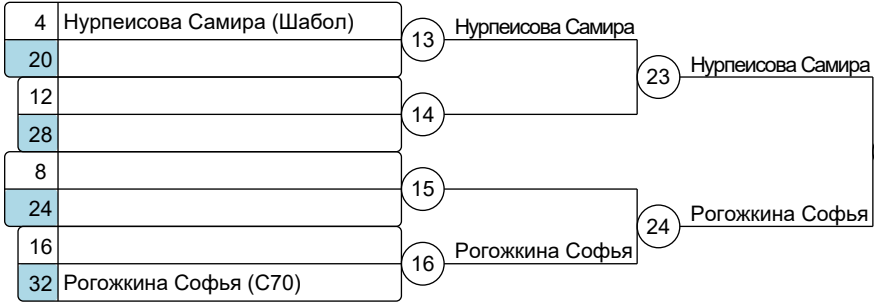 4 Нурпеисова Самира (Шабол)
13 Нурпеисова Самира
20
23 Нурпеисова Самира
12
14
28
8
15
24
24 Рогожкина Софья
16
16 Рогожкина Софья
32 Рогожкина Софья (С70)